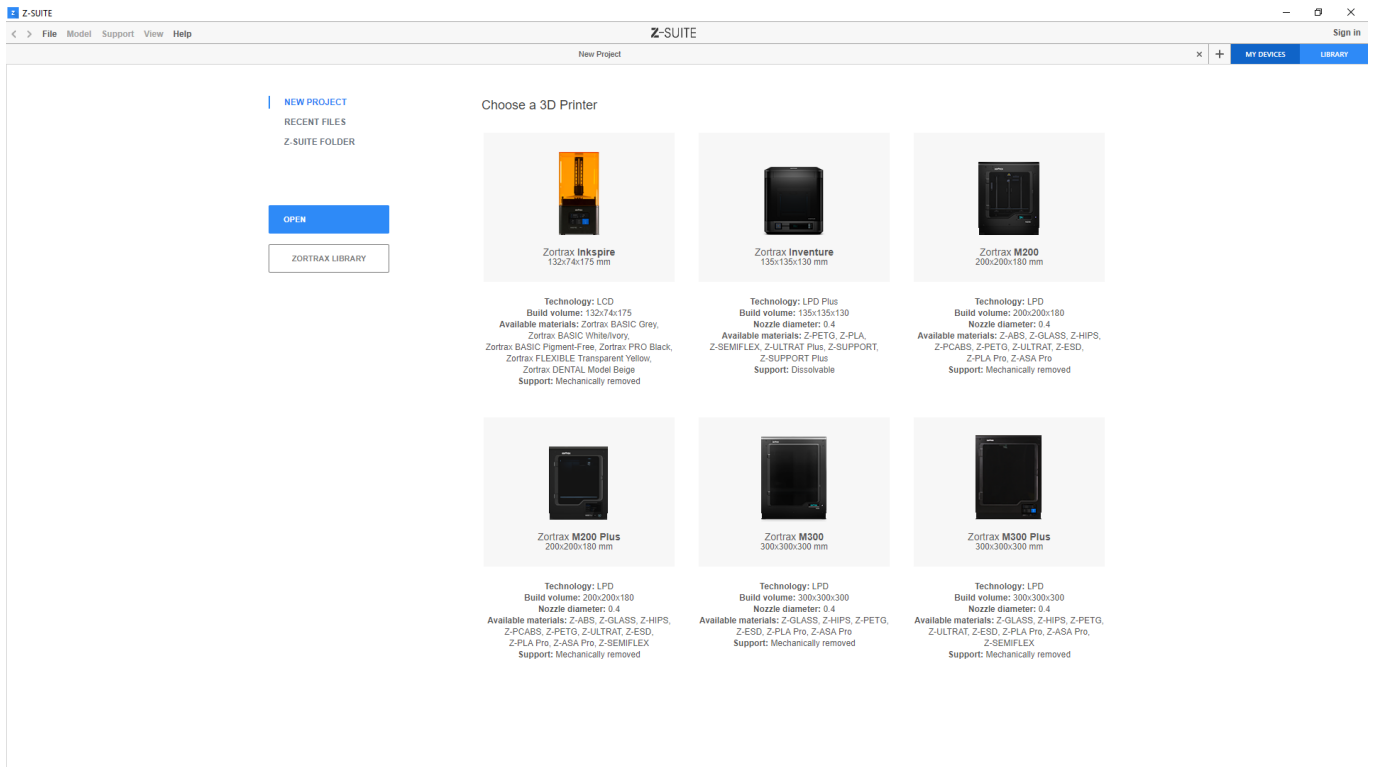 Z-SUITE
File Model Support View Help
Z-SUITE
Sign in
New Project
MY DEVICES
LIBRARY
NEW PROJECT
RECENT FILES
Z-SUITE FOLDER
OPEN
ZORTRAX LIBRARY
Choose a 3D Printer
Zortrax Inkspire
132x74x175 mm
Technology: LCD
Build volume: 132x74x175
Available materials: Zortrax BASIC Grey,
Zortrax BASIC White/Ivory,
Zortrax BASIC Pigment-Free, Zortrax PRO Black,
Zortrax FLEXIBLE Transparent Yellow,
Zortrax DENTAL Model Beige
Support: Mechanically removed
Zortrax Inventure
135x135x130 mm
Technology: LPD Plus
Build volume: 135x135x130
Nozzle diameter: 0.4
Available materials: Z-PETG, Z-PLA,
Z-SEMIFLEX, Z-ULTRAT Plus, Z-SUPPORT,
Z-SUPPORT Plus
Support: Dissolvable
Zortrax M200
200x200x180 mm
Technology: LPD
Build volume: 200x200x180
Nozzle diameter: 0.4
Available materials: Z-ABS, Z-GLASS, Z-HIPS,
Z-PCABS, Z-PETG, Z-ULTRAT, Z-ESD,
Z-PLA Pro, Z-ASA Pro
Support: Mechanically removed
Zortrax M200 Plus
200x200x180 mm
Technology: LPD
Build volume: 200x200x180
Nozzle diameter: 0.4
Available materials: Z-ABS, Z-GLASS, Z-HIPS,
Z-PCABS, Z-PETG, Z-ULTRAT, Z-ESD,
Z-PLA Pro, Z-ASA Pro, Z-SEMIFLEX
Support: Mechanically removed
Zortrax M300
300x300x300 mm
Technology: LPD
Build volume: 300x300x300
Nozzle diameter: 0.4
Available materials: Z-GLASS, Z-HIPS, Z-PETG,
Z-ESD, Z-PLA Pro, Z-ASA Pro
Support: Mechanically removed
Zortrax M300 Plus
300x300x300 mm
Technology: LPD
Build volume: 300x300x300
Nozzle diameter: 0.4
Available materials: Z-GLASS, Z-HIPS, Z-PETG,
Z-ULTRAT, Z-ESD, Z-PLA Pro, Z-ASA Pro,
Z-SEMIFLEX
Support: Mechanically removed